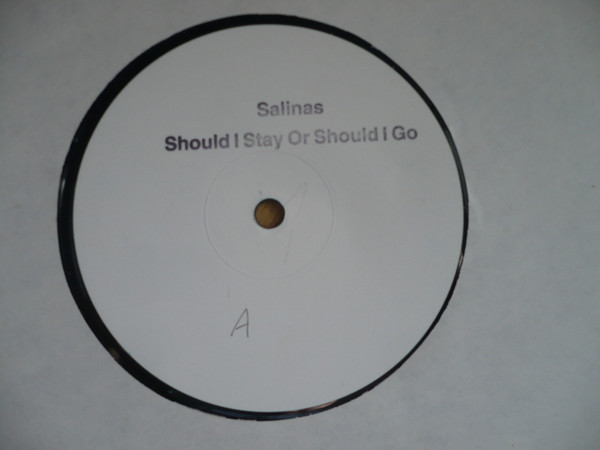 Salinas
Should I Stay Or Should I Go
A